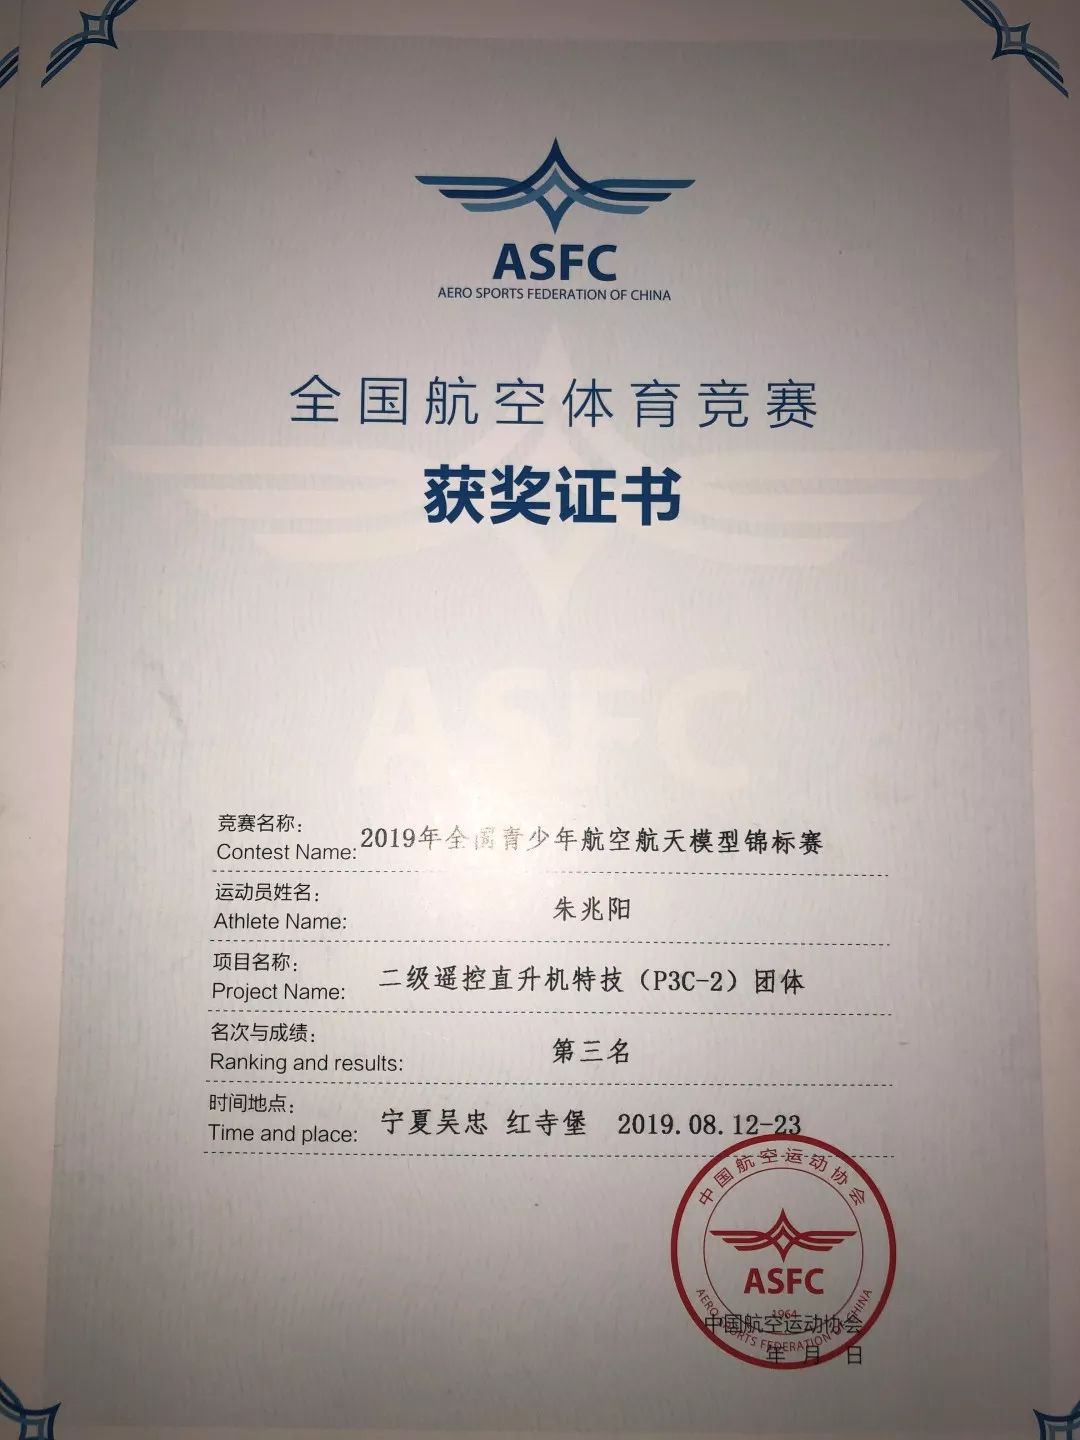 ASFC
AERO SPORTS FEDERATION OF CHINA
全国航空体育竞赛
获奖证书
ASFC
竞赛名称:
Contest Name: 2019年全国青少年航空航天模型锦标赛
运动员姓名:
Athlete Name: 朱兆阳
项目名称:
Project Name: 二级遥控直升机特技（P3C-2）团体
名次与成绩:
Ranking and results: 第三名
时间地点:
Time and place: 宁夏吴忠 红寺堡 2019.08.12-23
中国航空运动协会
ASFC
1964
AERO SPORTS FEDERATION OF CHINA
中国航空运动协会
年 月 日